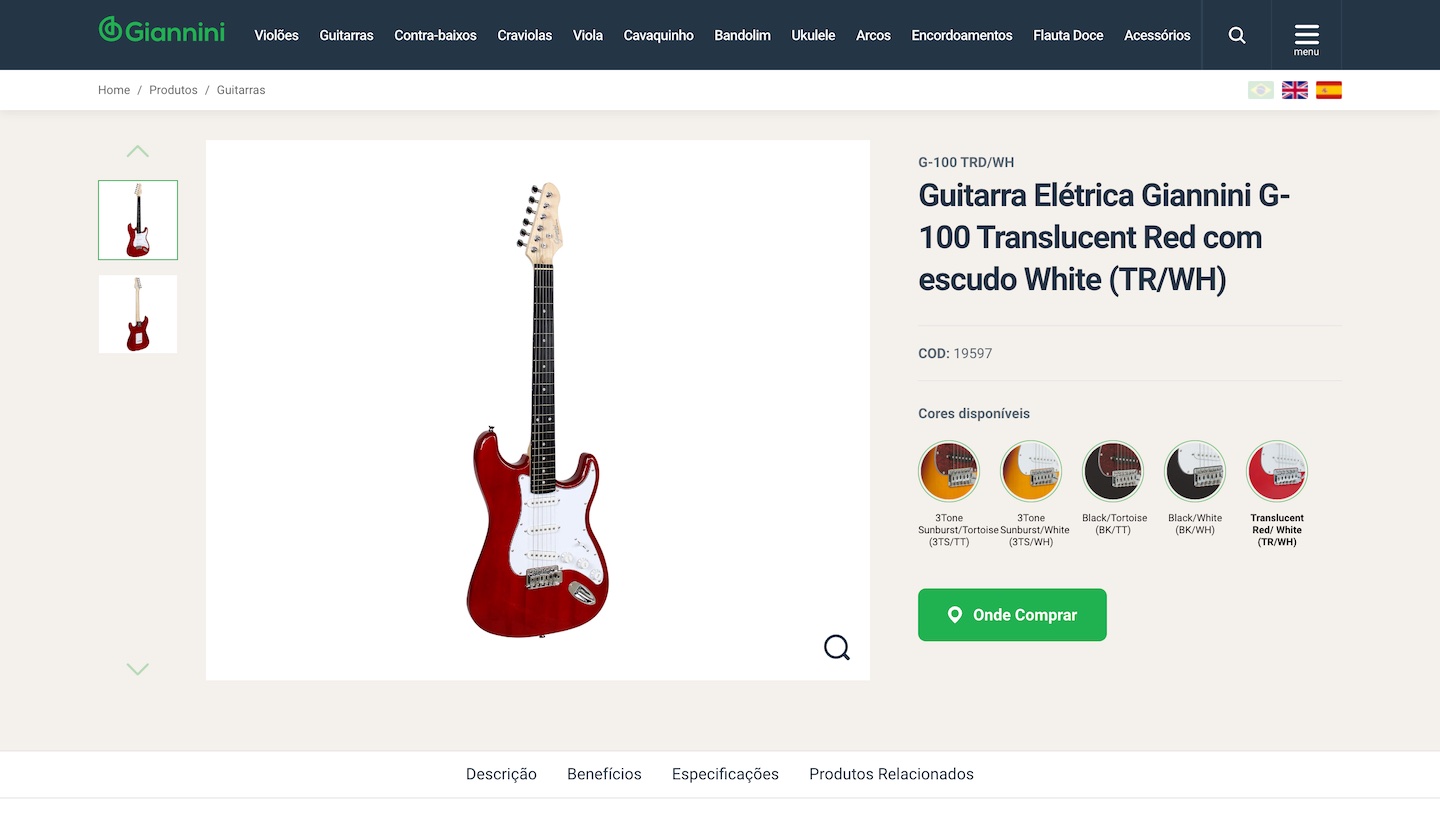 Giannini
Violões Guitarras Contra-baixos Craviolas Viola Cavaquinho Bandolim Ukulele Arcos Encordoamentos Flauta Doce Acessórios
menu
Home / Produtos / Guitarras
G-100 TRD/WH
Guitarra Elétrica Giannini G-
100 Translucent Red com
escudo White (TR/WH)
COD: 19597
Cores disponíveis
3Tone
Sunburst/Tortoise
(3TS/TT)
3Tone
Sunburst/White
(3TS/WH)
Black/Tortoise
(BK/TT)
Black/White
(BK/WH)
Translucent
Red/ White
(TR/WH)
Onde Comprar
Descrição Benefícios Especificações Produtos Relacionados